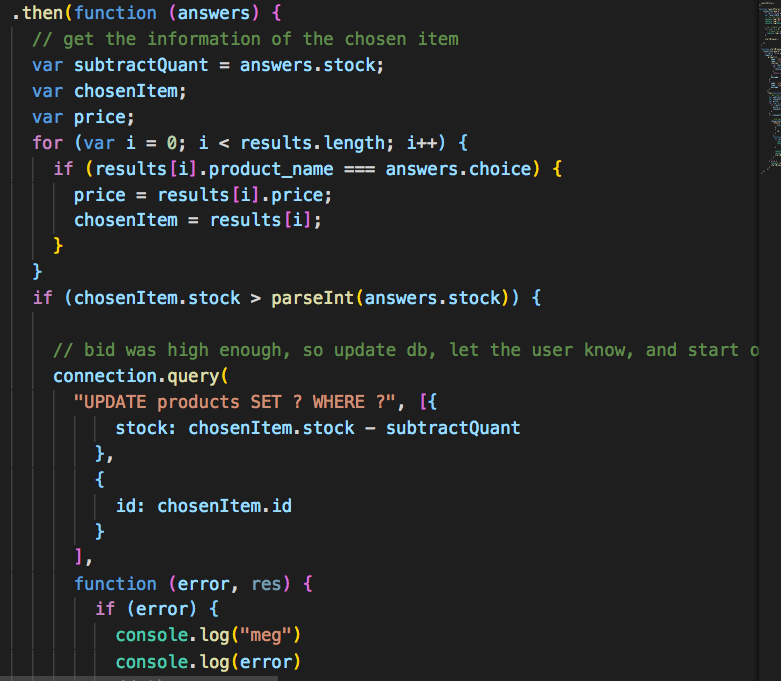 .then(function (answers) {
// get the information of the chosen item
var subtractQuant = answers.stock;
var chosenItem;
var price;
for (var i = 0; i < results.length; i++) {
if (results[i].product_name === answers.choice) {
price = results[i].price;
chosenItem = results[i];
}
}
if (chosenItem.stock > parseInt(answers.stock)) {
// bid was high enough, so update db, let the user know, and start o
connection.query(
"UPDATE products SET ? WHERE ?", [{
stock: chosenItem.stock - subtractQuant
},
{
id: chosenItem.id
}
],
function (error, res) {
if (error) {
console.log("meg")
console.log(error)